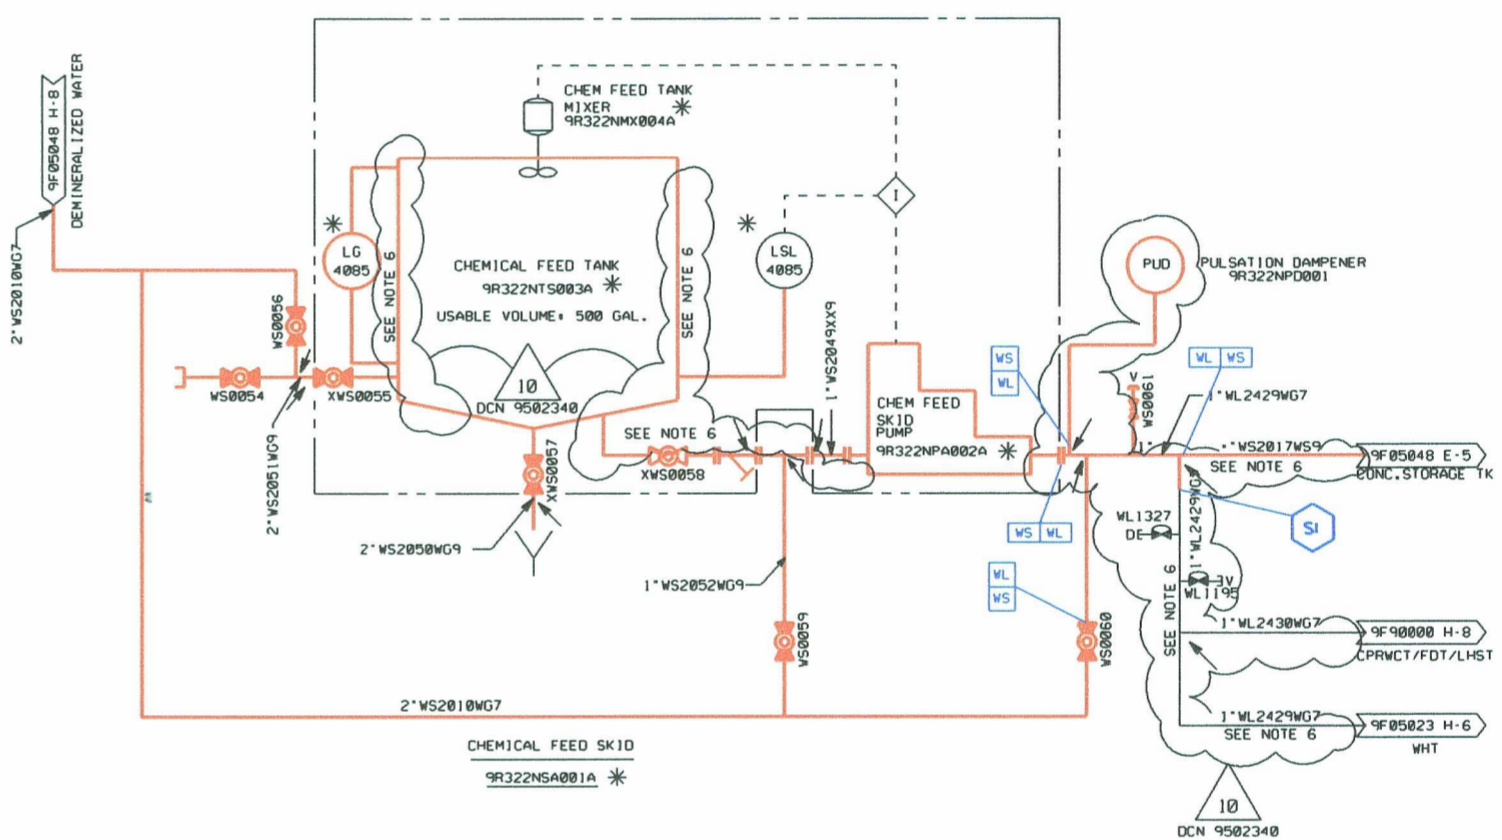 9F05048 H-8
DEMINERALIZED WATER
2"WS2010WG7
CHEM FEED TANK
MIXER
9R322NMX004A
I
LG
4085
SEE NOTE 6
CHEMICAL FEED TANK
9R322NTS003A
USABLE VOLUME: 500 GAL.
SEE NOTE 6
LSL
4085
PUD
PULSATION DAMPENER
9R322NPD001
WS0056
WS0054
XWS0055
2"WS2051WG9
10
DCN 9502340
SEE NOTE 6
XWS0058
XWS0057
2"WS2050WG9
1"WS2049XX9
CHEM FEED
SKID
PUMP
9R322NPA002A
WS
WL
WL WS
V
WS0061
1"WL2429WG7
1"
"WS2017WS9
SEE NOTE 6
9F05048 E-5
CONC.STORAGE TK
WS WL
WL1327
DE
1"WL2429WG7
SI
SEE NOTE 6
V
WL1195
1"WS2052WG9
WL
WS
WS0059
WS0060
1"WL2430WG7
9F90000 H-8
CPRWCT/FDT/LHST
2"WS2010WG7
1"WL2429WG7
SEE NOTE 6
9F05023 H-6
WHT
CHEMICAL FEED SKID
9R322NSA001A
10
DCN 9502340